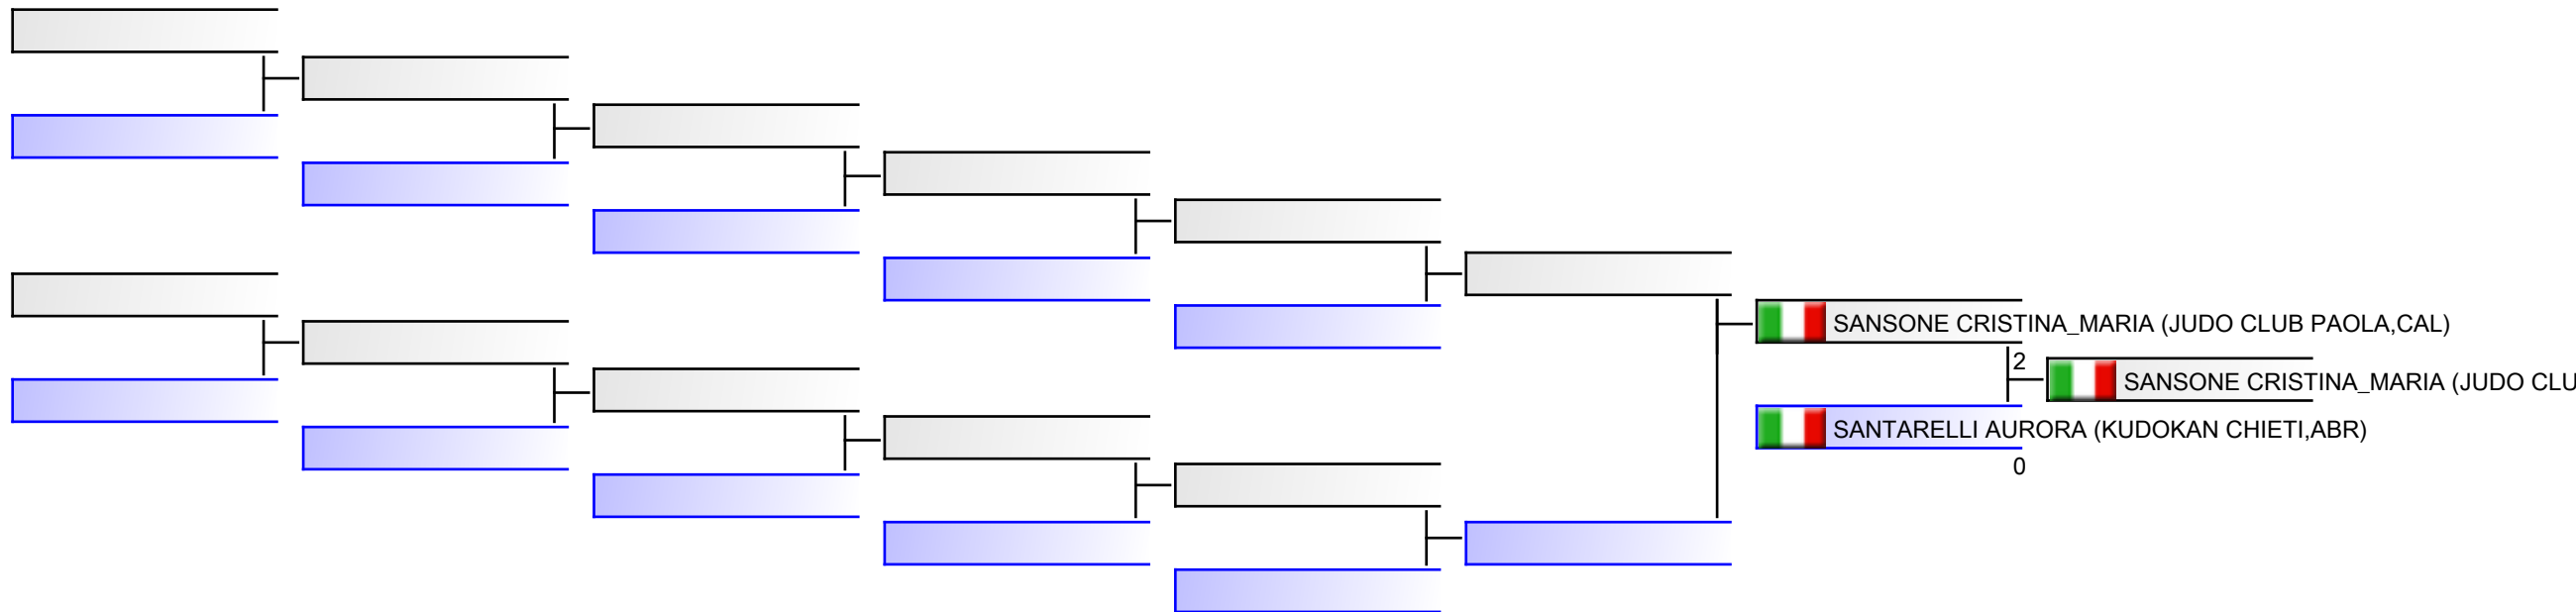 SANSONE CRISTINA_MARIA (JUDO CLUB PAOLA,CAL)
2
SANSONE CRISTINA_MARIA (JUDO CLU
SANTARELLI AURORA (KUDOKAN CHIETI,ABR)
0